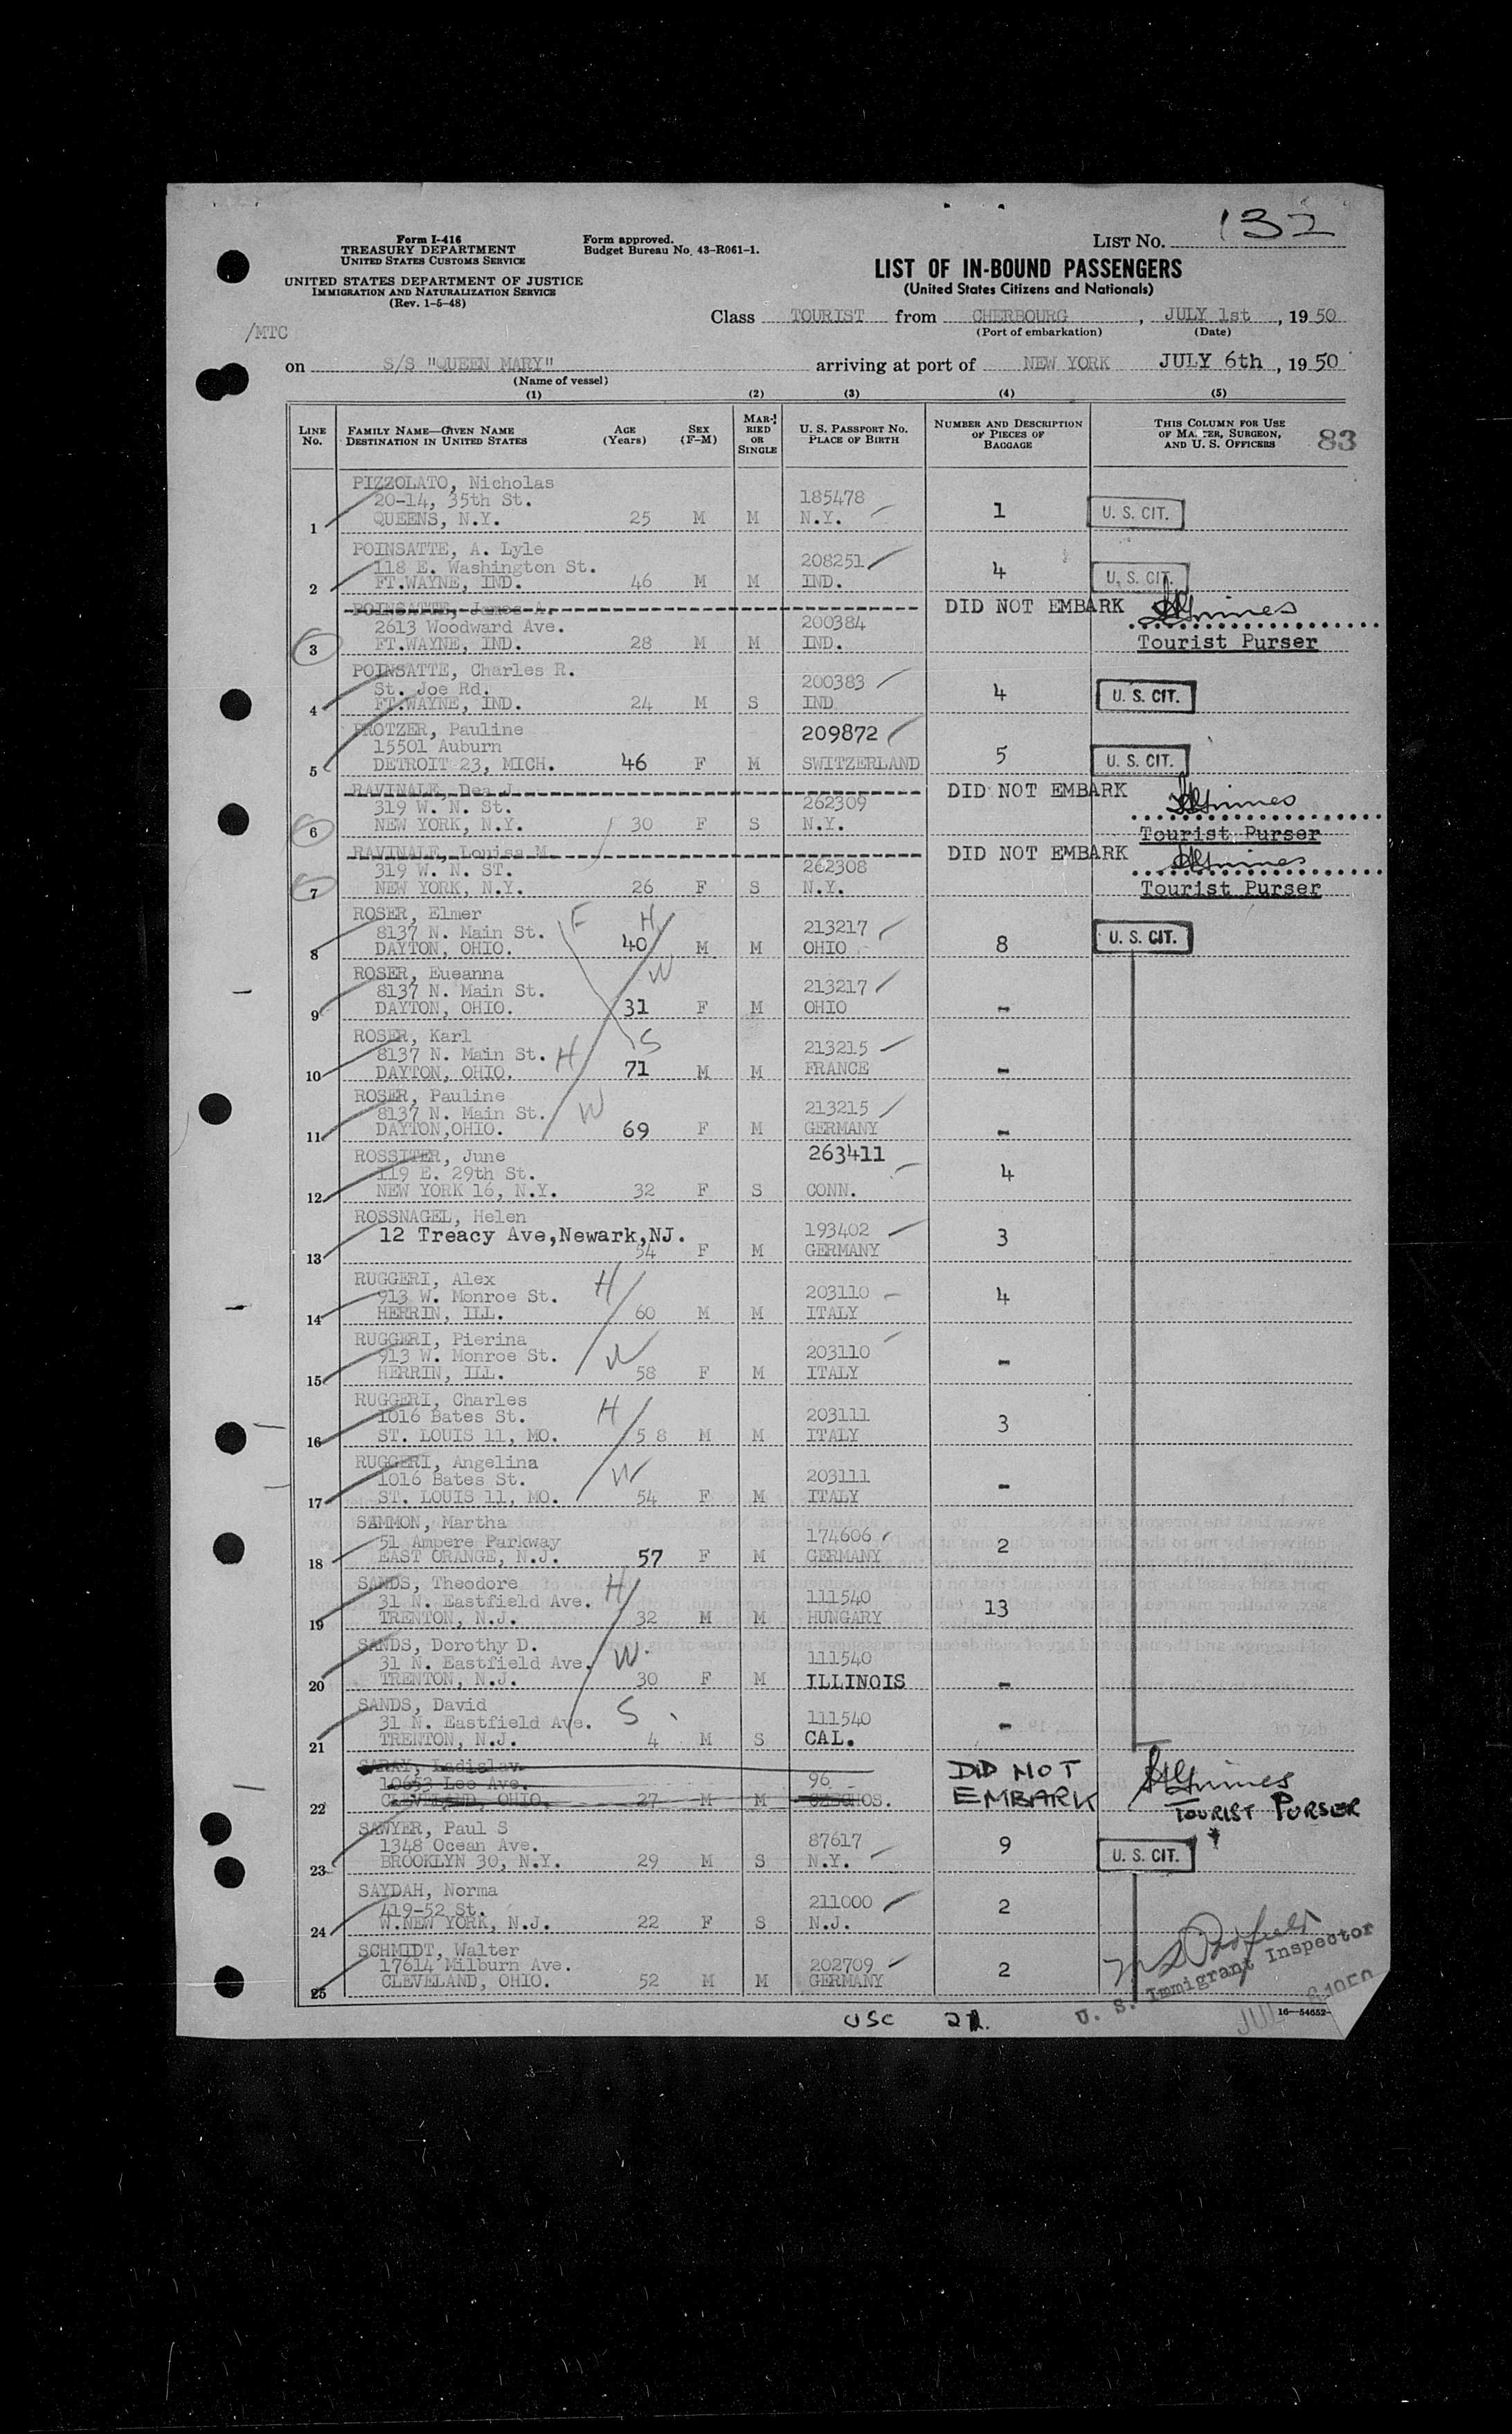 132
Form I-416
TREASURY DEPARTMENT
UNITED STATES CUSTOMS SERVICE
UNITED STATES DEPARTMENT OF JUSTICE
IMMIGRATION AND NATURALIZATION SERVICE
(Rev. 1-5-48)
Form approved.
Budget Bureau No. 43-R061-1.
LIST No.
LIST OF IN-BOUND PASSENGERS
(United States Citizens and Nationals)
/MTC
Class TOURIST from CHERBOURG, JULY 1st, 19 50
(Port of embarkation) (Date)
on S/S "QUEEN MARY" arriving at port of NEW YORK JULY 6th, 19 50
(Name of vessel)
(1) (2) (3) (4) (5)
LINE No. FAMILY NAME—GIVEN NAME DESTINATION IN UNITED STATES AGE (Years) SEX (F-M) MARRIED OR SINGLE U. S. PASSPORT No. PLACE OF BIRTH NUMBER AND DESCRIPTION OF PIECES OF BAGGAGE THIS COLUMN FOR USE OF MASTER, SURGEON, AND U. S. OFFICERS 83
PIZZOLATO, Nicholas
20-14, 35th St. 185478
1 QUEENS, N.Y. 25 M M N.Y. 1 U. S. CIT.
POINSATTE, A. Lyle
118 E. Washington St. 208251
2 FT.WAYNE, IND. 46 M M IND. 4 U. S. CIT.
POINSATTE, James A. DID NOT EMBARK
2613 Woodward Ave. 200384
3 FT.WAYNE, IND. 28 M M IND. Tourist Purser
POINSATTE, Charles R.
St. Joe Rd. 200383
4 FT.WAYNE, IND. 24 M S IND 4 U. S. CIT.
PROTZER, Pauline 209872
15501 Auburn
5 DETROIT 23, MICH. 46 F M SWITZERLAND 5 U. S. CIT.
RAVINALE, Dea J. DID NOT EMBARK
319 W. N. St. 262309
6 NEW YORK, N.Y. 30 F S N.Y. Tourist Purser
RAVINALE, Louisa M. DID NOT EMBARK
319 W. N. ST. 262308
7 NEW YORK, N.Y. 26 F S N.Y. Tourist Purser
ROSER, Elmer F H
8137 N. Main St. 213217
8 DAYTON, OHIO. 40 M M OHIO 8 U. S. CIT.
ROSER, Eueanna W
8137 N. Main St. 213217
9 DAYTON, OHIO. 31 F M OHIO -
ROSER, Karl S
8137 N. Main St. H 213215
10 DAYTON, OHIO. 71 M M FRANCE -
ROSER, Pauline
8137 N. Main St. W 213215
11 DAYTON,OHIO. 69 F M GERMANY -
ROSSITER, June 263411
119 E. 29th St.
12 NEW YORK 16, N.Y. 32 F S CONN. 4
ROSSNAGEL, Helen
12 Treacy Ave,Newark,NJ. 193402
13 54 F M GERMANY 3
RUGGERI, Alex H
913 W. Monroe St. 203110
14 HERRIN, ILL. 60 M M ITALY 4
RUGGERI, Pierina
913 W. Monroe St. W 203110
15 HERRIN, ILL. 58 F M ITALY -
RUGGERI, Charles H
1016 Bates St. 203111
16 ST. LOUIS 11, MO. 58 M M ITALY 3
RUGGERI, Angelina
1016 Bates St. W 203111
17 ST. LOUIS 11, MO. 54 F M ITALY -
SAMMON, Martha
51 Ampere Parkway 174606
18 EAST ORANGE, N.J. 57 F M GERMANY 2
SANDS, Theodore H
31 N. Eastfield Ave. 111540
19 TRENTON, N.J. 32 M M HUNGARY 13
SANDS, Dorothy D.
31 N. Eastfield Ave. W. 111540
20 TRENTON, N.J. 30 F M ILLINOIS -
SANDS, David S
31 N. Eastfield Ave. 111540
21 TRENTON, N.J. 4 M S CAL. -
SARAY, Ladislav DID NOT
10653 Lee Ave. 96 EMBARK
22 CLEVELAND, OHIO. 27 M M CZECHOS. TOURIST PURSER
SAWYER, Paul S
1348 Ocean Ave. 87617
23 BROOKLYN 30, N.Y. 29 M S N.Y. 9 U. S. CIT.
SAYDAH, Norma
419-52 St. 211000
24 W.NEW YORK, N.J. 22 F S N.J. 2
SCHMIDT, Walter
17614 Milburn Ave. 202709
25 CLEVELAND, OHIO. 52 M M GERMANY 2
U. S. Immigrant Inspector
USC 21.
16—54652-